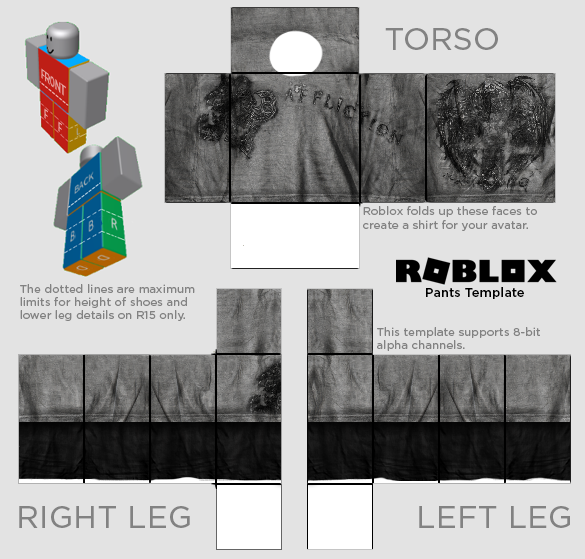 TORSO
FRONT
F
F
L
BACK
B
B
R
AFFLICTION
Roblox folds up these faces to
create a shirt for your avatar.
ROBLOX
Pants Template
The dotted lines are maximum
limits for height of shoes and
lower leg details on R15 only.
This template supports 8-bit
alpha channels.
RIGHT LEG
LEFT LEG